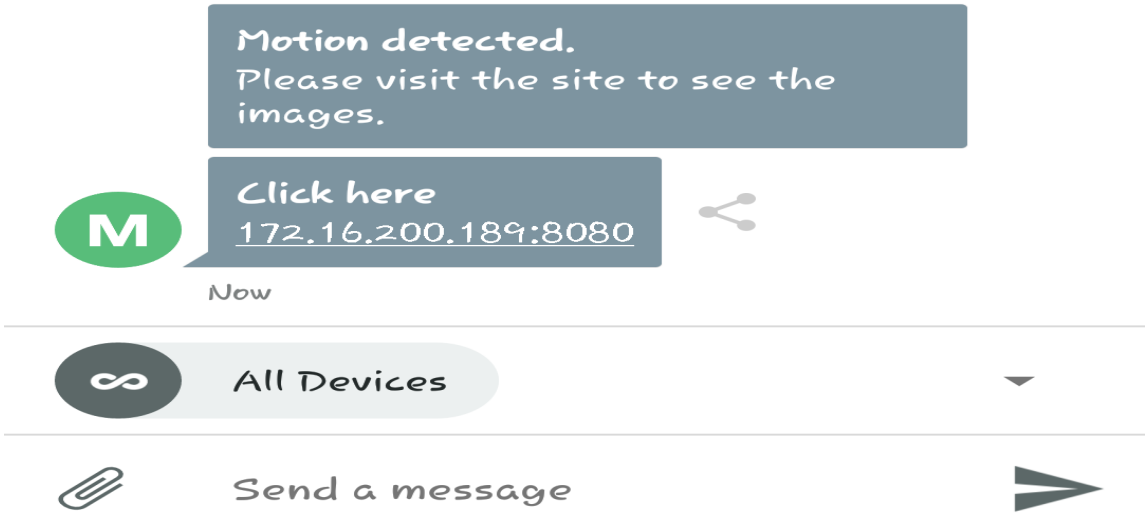 Motion detected.
Please visit the site to see the
images.
Click here
172.16.200.189:8080
M
Now
All Devices
Send a message